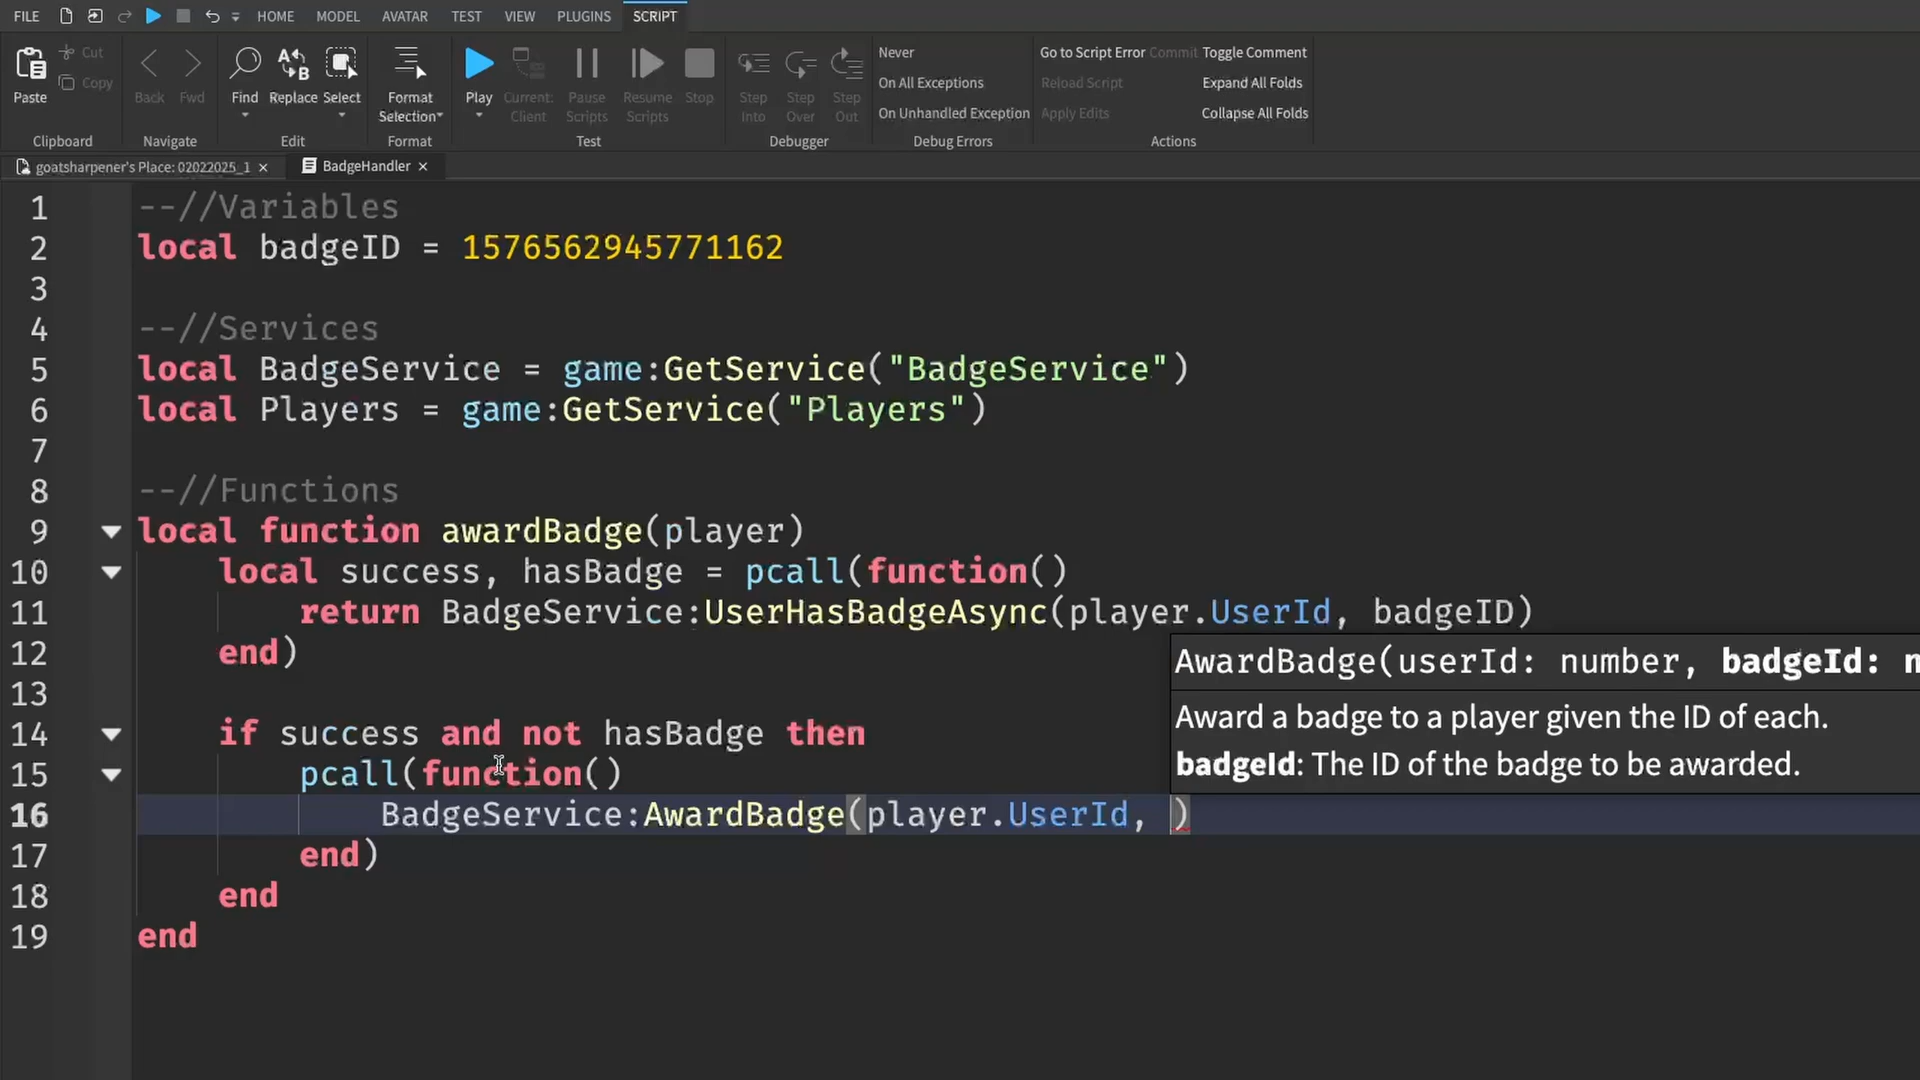 FILE HOME MODEL AVATAR TEST VIEW PLUGINS SCRIPT
Paste Cut Copy Clipboard
Back Fwd Navigate
Find Replace Select Edit
Format Selection Format
Play Current: Client Pause Scripts Resume Scripts Stop Test
Step Into Step Over Step Out Debugger
Never
On All Exceptions
On Unhandled Exception
Debug Errors
Go to Script Error Commit Toggle Comment
Reload Script Expand All Folds
Apply Edits Collapse All Folds
Actions
goatsharpener's Place: 02022025_1 × BadgeHandler ×
1 --//Variables
2 local badgeID = 1576562945771162
3
4 --//Services
5 local BadgeService = game:GetService("BadgeService")
6 local Players = game:GetService("Players")
7
8 --//Functions
9 local function awardBadge(player)
10 local success, hasBadge = pcall(function()
11 return BadgeService:UserHasBadgeAsync(player.UserId, badgeID)
12 end)
13
14 if success and not hasBadge then
15 pcall(function()
16 BadgeService:AwardBadge(player.UserId, )
17 end)
18 end
19 end
AwardBadge(userId: number, badgeId: n
Award a badge to a player given the ID of each.
badgeId: The ID of the badge to be awarded.